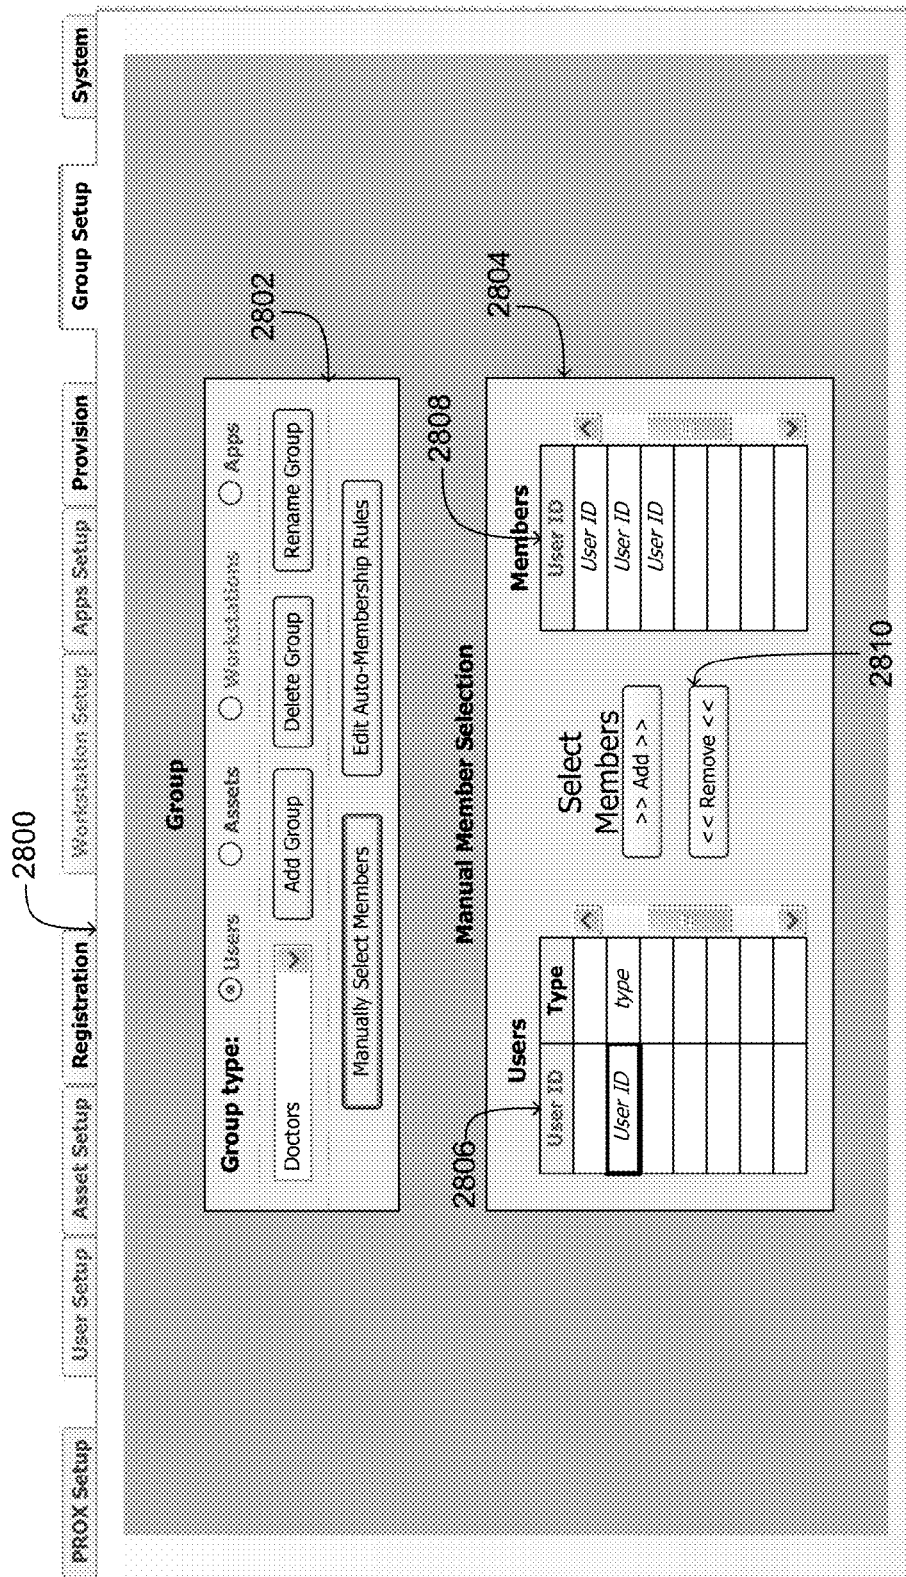 2800
PROX Setup User Setup Asset Setup Registration Workstation Setup Apps Setup Provision Group Setup System
Group
2802
Group type: Users Assets Workstations Apps
Doctors Add Group Delete Group Rename Group
Manually Select Members Edit Auto-Membership Rules
Manual Member Selection
2804
2806
2808
Users
User ID Type
User ID type
Select
Members
>> Add >>
<< Remove <<
2810
Members
User ID
User ID
User ID
User ID